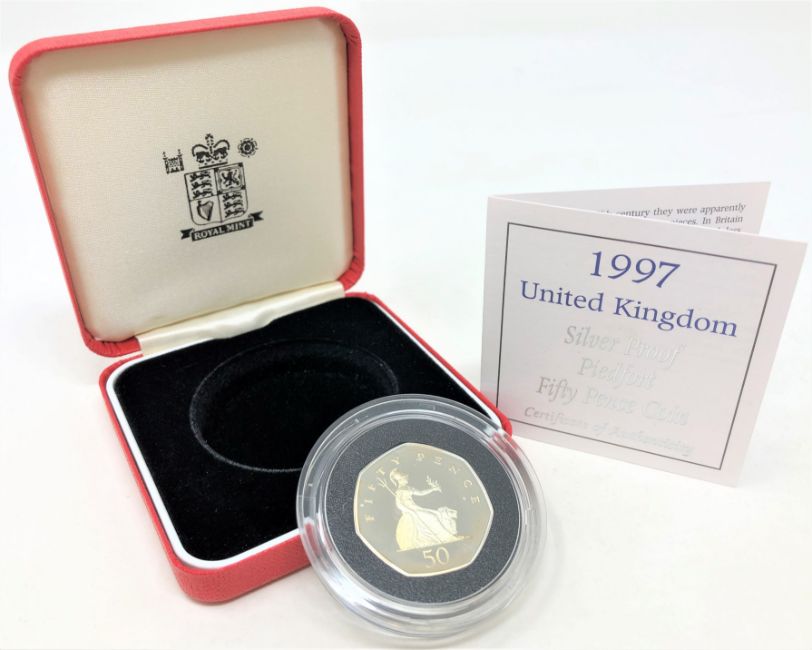 ROYAL MINT
century they were apparently
pieces. In Britain
1997
United Kingdom
Silver Proof
Piedfort
Fifty Pence Coin
Certificate of Authenticity
FIFTY PENCE
50